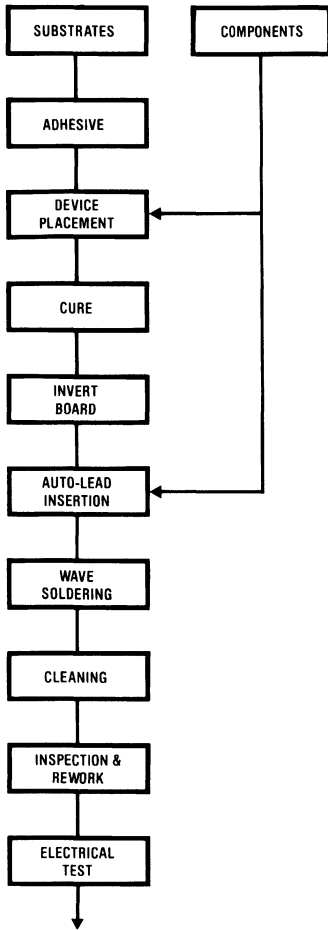 SUBSTRATES
COMPONENTS
ADHESIVE
DEVICE
PLACEMENT
CURE
INVERT
BOARD
AUTO-LEAD
INSERTION
WAVE
SOLDERING
CLEANING
INSPECTION &
REWORK
ELECTRICAL
TEST